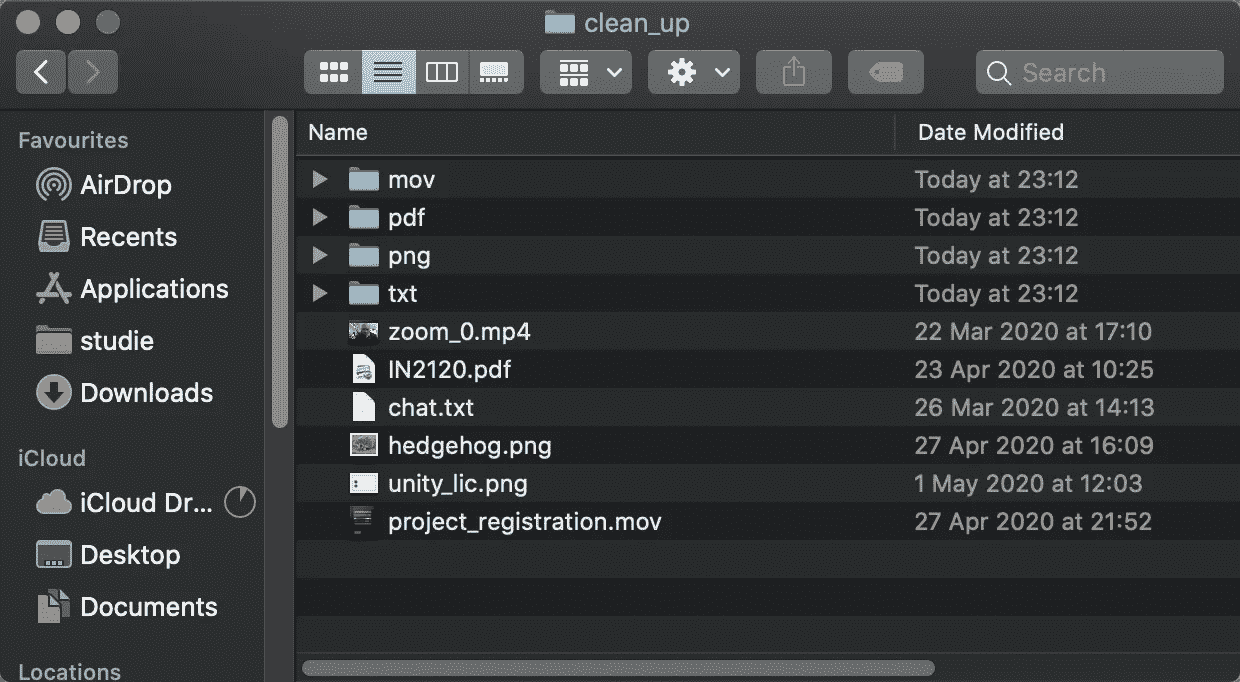 clean_up
Search
Favourites
AirDrop
Recents
Applications
studie
Downloads
iCloud
iCloud Dr...
Desktop
Documents
Locations
Name Date Modified
mov Today at 23:12
pdf Today at 23:12
png Today at 23:12
txt Today at 23:12
zoom_0.mp4 22 Mar 2020 at 17:10
IN2120.pdf 23 Apr 2020 at 10:25
chat.txt 26 Mar 2020 at 14:13
hedgehog.png 27 Apr 2020 at 16:09
unity_lic.png 1 May 2020 at 12:03
project_registration.mov 27 Apr 2020 at 21:52